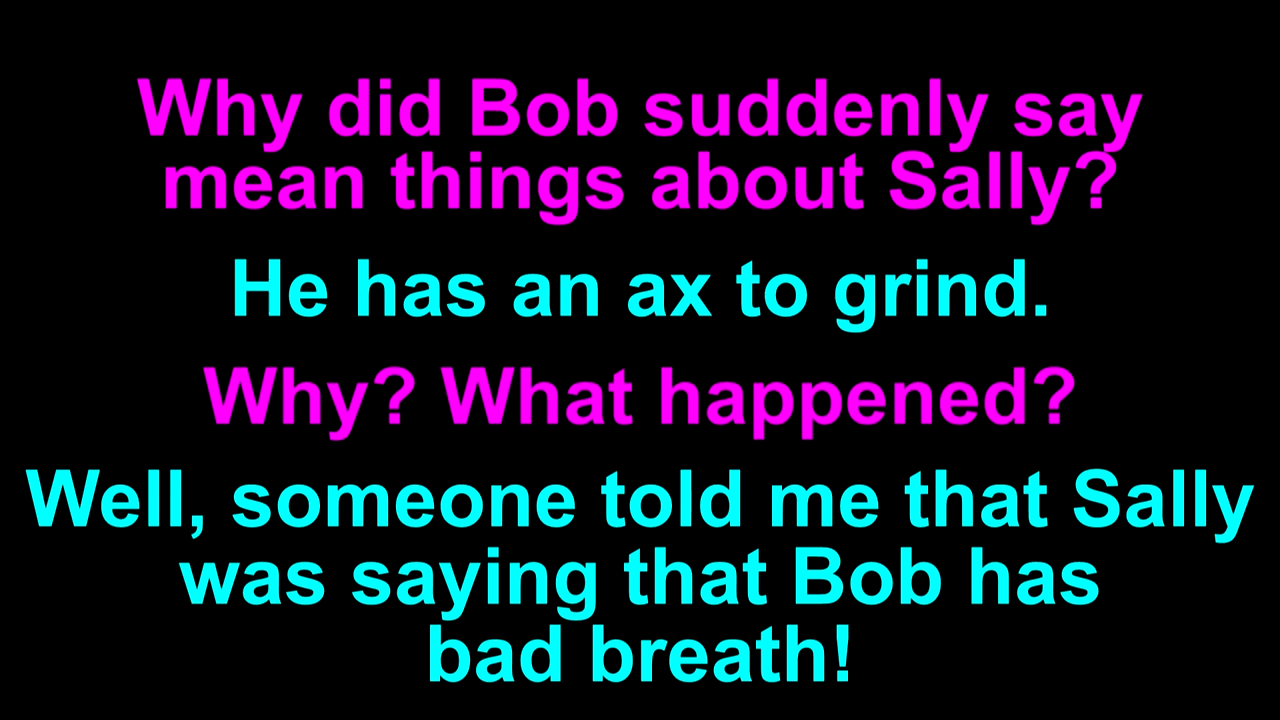 Why did Bob suddenly say
mean things about Sally?
He has an ax to grind.
Why? What happened?
Well, someone told me that Sally
was saying that Bob has
bad breath!